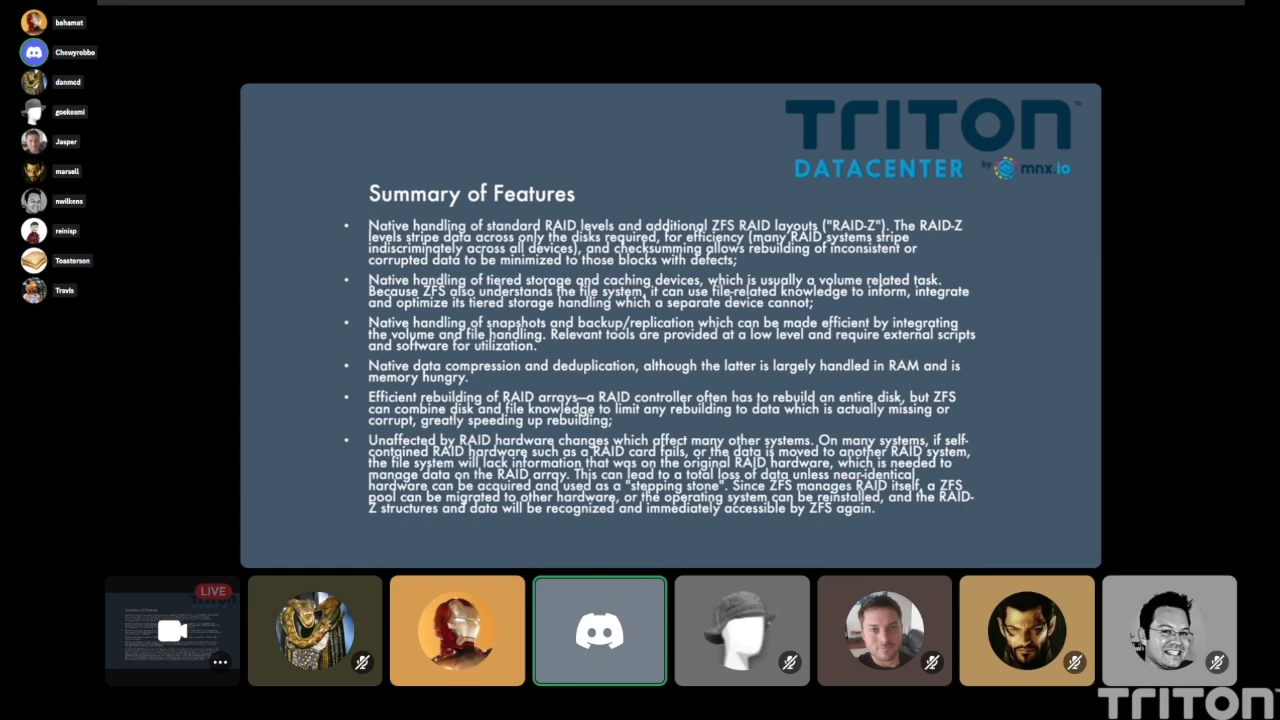 bahamat
Chewyrobbo
danmcd
goekesmi
Jasper
marsell
nwilkens
reinisp
Toasterson
Travis
TRITON™
DATACENTER by mnx.io
Summary of Features
• Native handling of standard RAID levels and additional ZFS RAID layouts ("RAID-Z"). The RAID-Z
levels stripe data across only the disks required, for efficiency (many RAID systems stripe
indiscriminately across all devices), and checksumming allows rebuilding of inconsistent or
corrupted data to be minimized to those blocks with defects;
• Native handling of tiered storage and caching devices, which is usually a volume related task.
Because ZFS also understands the file system, it can use file-related knowledge to inform, integrate
and optimize its tiered storage handling which a separate device cannot;
• Native handling of snapshots and backup/replication which can be made efficient by integrating
the volume and file handling. Relevant tools are provided at a low level and require external scripts
and software for utilization.
• Native data compression and deduplication, although the latter is largely handled in RAM and is
memory hungry.
• Efficient rebuilding of RAID arrays—a RAID controller often has to rebuild an entire disk, but ZFS
can combine disk and file knowledge to limit any rebuilding to data which is actually missing or
corrupt, greatly speeding up rebuilding;
• Unaffected by RAID hardware changes which affect many other systems. On many systems, if self-
contained RAID hardware such as a RAID card fails, or the data is moved to another RAID system,
the file system will lack information that was on the original RAID hardware, which is needed to
manage data on the RAID array. This can lead to a total loss of data unless near-identical
hardware can be acquired and used as a "stepping stone". Since ZFS manages RAID itself, a ZFS
pool can be migrated to other hardware, or the operating system can be reinstalled, and the RAID-
Z structures and data will be recognized and immediately accessible by ZFS again.
LIVE
TRITON